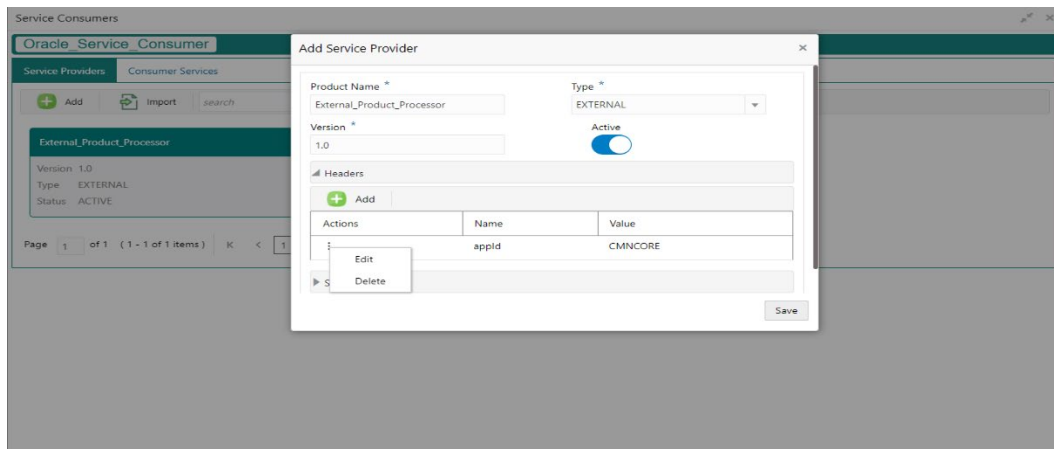 Service Consumers
Oracle_Service_Consumer
Service Providers Consumer Services
Add Import search
External_Product_Processor
Version 1.0
Type EXTERNAL
Status ACTIVE
Page 1 of 1 (1 - 1 of 1 items) K < 1
Add Service Provider ×
Product Name * Type *
External_Product_Processor EXTERNAL
Version * Active
1.0
Headers
Add
Actions Name Value
appId CMNCORE
Edit
Delete
S
Save